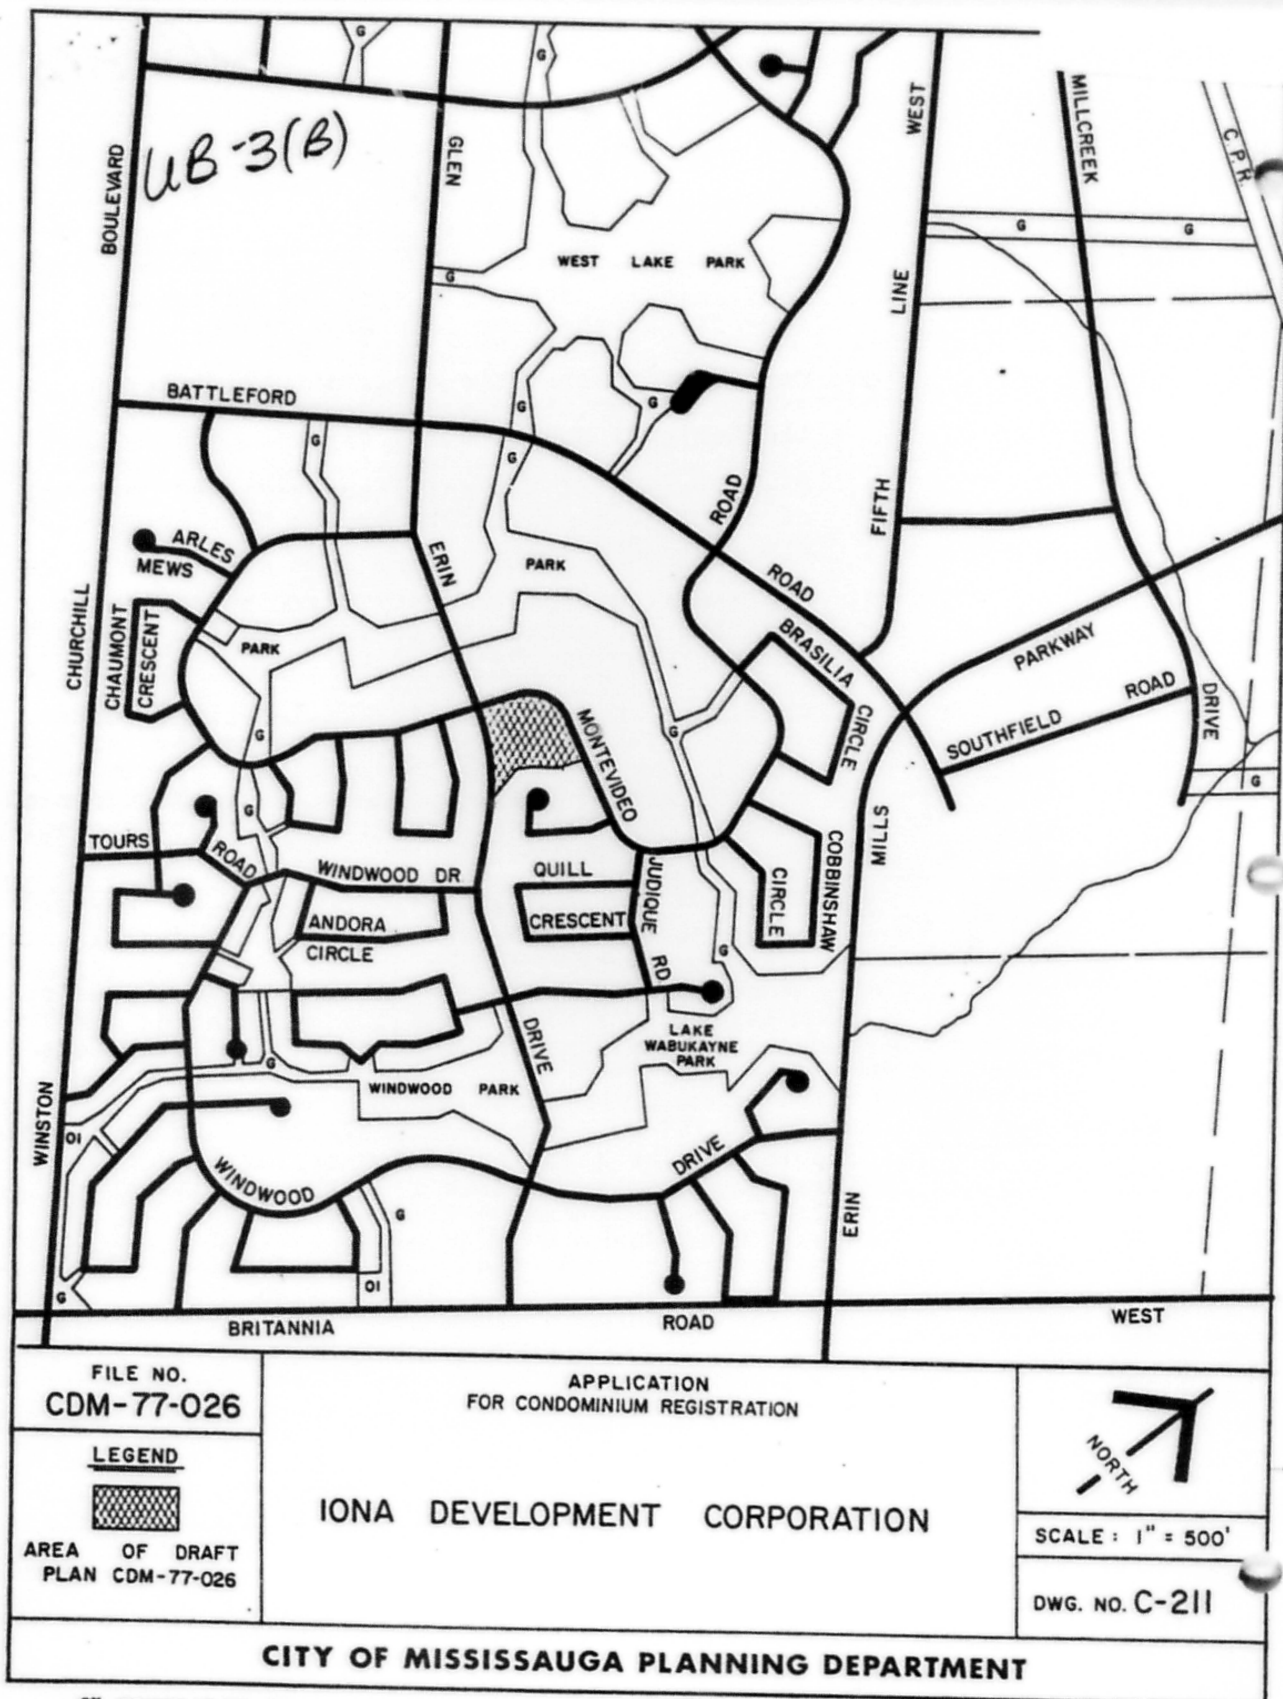 G
G
UB-3(B)
BOULEVARD
GLEN
WEST
MILLCREEK
C.P.R.
G
G
WEST LAKE PARK
G
LINE
BATTLEFORD
G
G
G
G
ROAD
FIFTH
ARLES
MEWS
ERIN
PARK
ROAD
CHURCHILL
CHAUMONT
CRESCENT
PARK
BRASILIA
CIRCLE
PARKWAY
SOUTHFIELD ROAD
DRIVE
G
G
MONTEVIDEO
G
G
TOURS
ROAD
WINDWOOD DR
QUILL
CRESCENT
JUDIQUE
RD
CIRCLE
COBBINSHAW
MILLS
ANDORA
CIRCLE
G
DRIVE
LAKE
WABUKAYNE
PARK
G
WINDWOOD PARK
WINSTON
OI
WINDWOOD
DRIVE
G
ERIN
OI
G
BRITANNIA ROAD WEST
FILE NO.
CDM-77-026
LEGEND
AREA OF DRAFT
PLAN CDM-77-026
APPLICATION
FOR CONDOMINIUM REGISTRATION
IONA DEVELOPMENT CORPORATION
NORTH
SCALE : 1" = 500'
DWG. NO. C-211
CITY OF MISSISSAUGA PLANNING DEPARTMENT